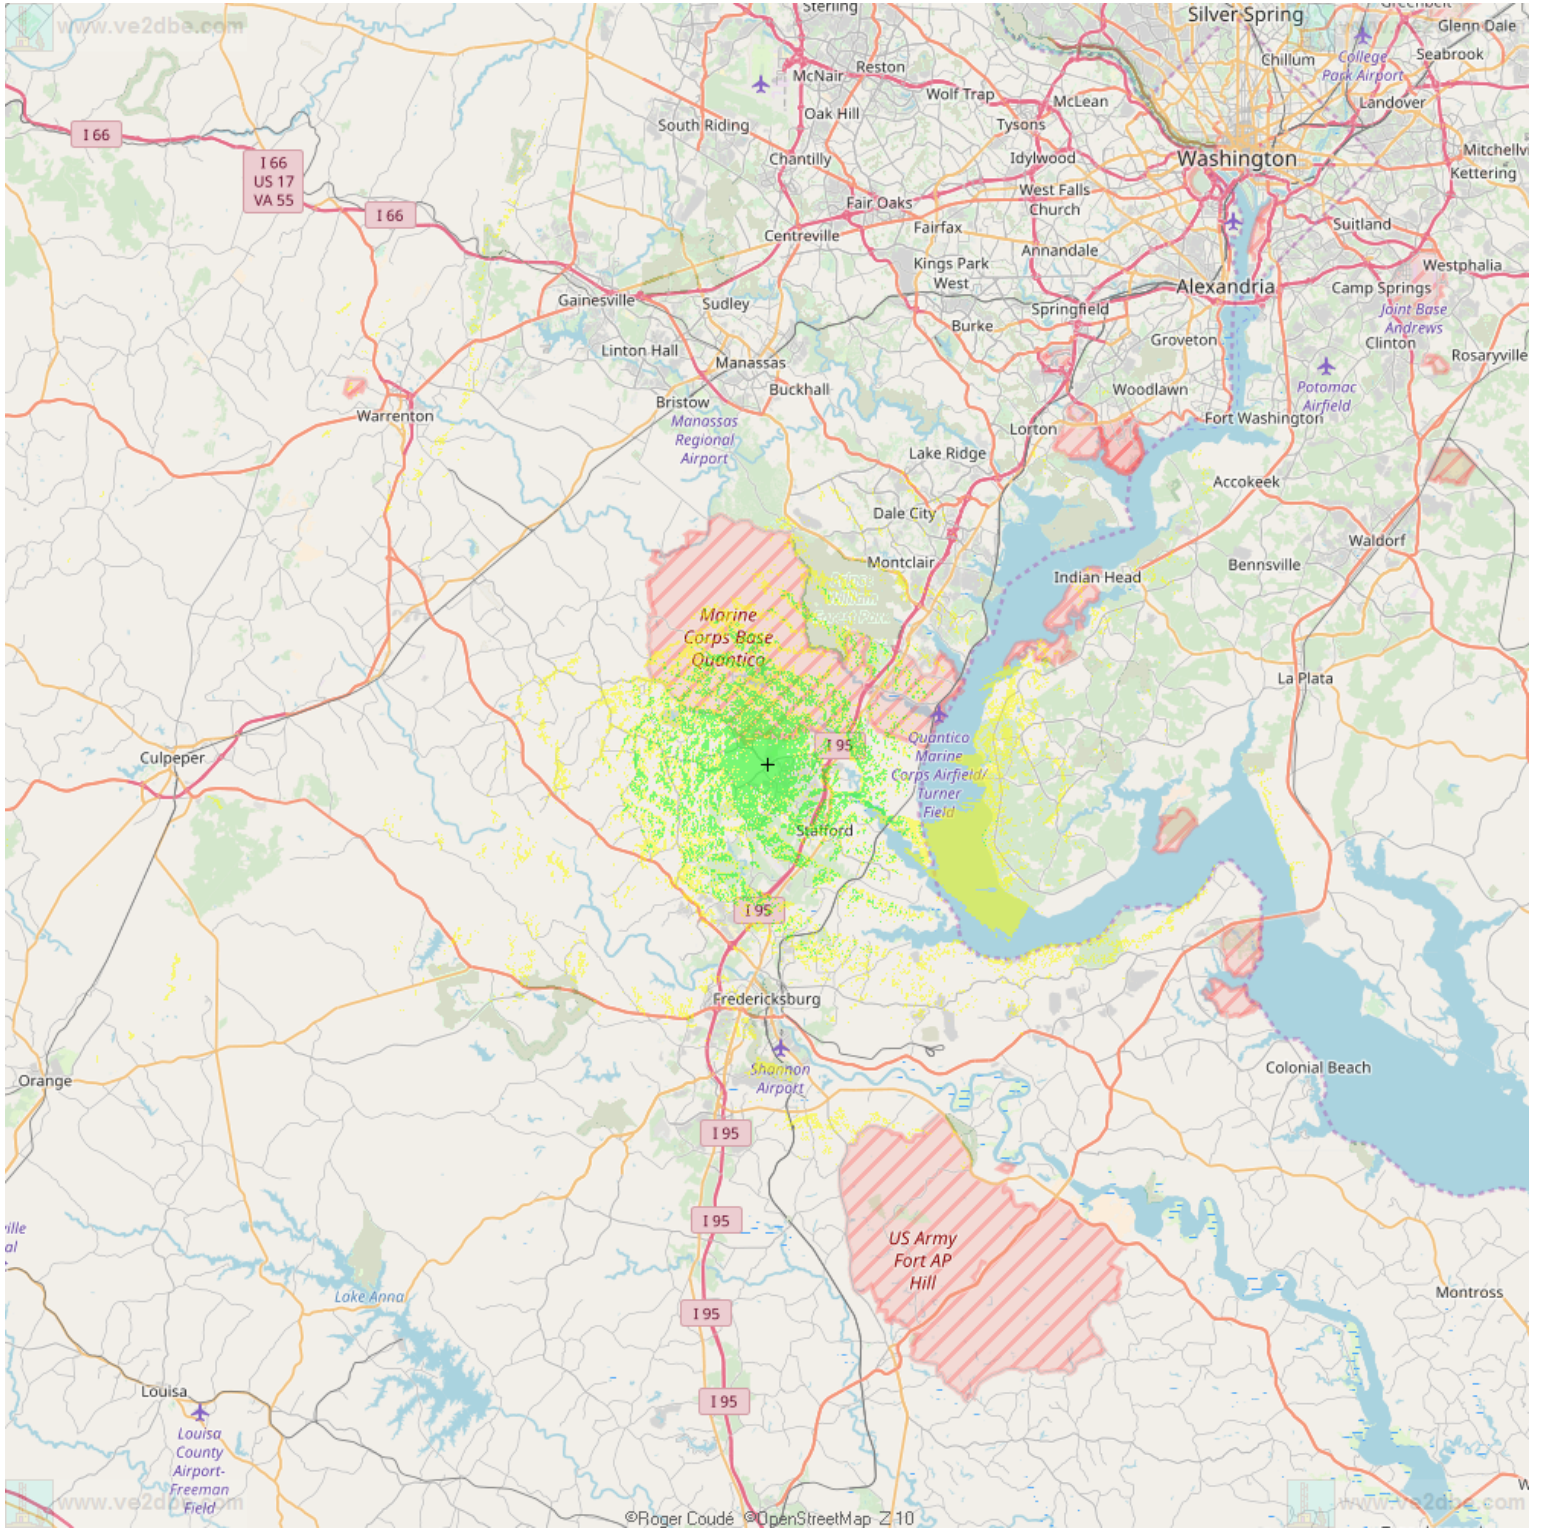 www.ve2dbe.com
Sterling
Silver Spring
Greenbelt
Glenn Dale
Chillum
College
Park Airport
Seabrook
McNair
Reston
Wolf Trap
McLean
Landover
Oak Hill
South Riding
Tysons
I 66
I 66
US 17
VA 55
I 66
Chantilly
Idylwood
Washington
Mitchellv
Kettering
West Falls
Church
Fair Oaks
Fairfax
Centreville
Suitland
Annandale
Kings Park
West
Westphalia
Alexandria
Camp Springs
Joint Base
Andrews
Gainesville
Sudley
Springfield
Burke
Groveton
Clinton
Rosaryville
Linton Hall
Manassas
Buckhall
Woodlawn
Potomac
Airfield
Bristow
Manassas
Regional
Airport
Warrenton
Fort Washington
Lorton
Lake Ridge
Accokeek
Dale City
Waldorf
Montclair
Bennsville
Indian Head
Prince
William
Forest Par...
Marine
Corps Base
Quantico
La Plata
I 95
Quantico
Marine
Corps Airfield/
Turner
Field
Culpeper
Stafford
I 95
Fredericksburg
Shannon
Airport
Orange
Colonial Beach
I 95
I 95
US Army
Fort AP
Hill
ville
al
Lake Anna
Montross
I 95
Louisa
I 95
Louisa
County
Airport-
Freeman
Field
www.ve2dbe.com
www.ve2dbe.com
©Roger Coudé ©OpenStreetMap Z 10